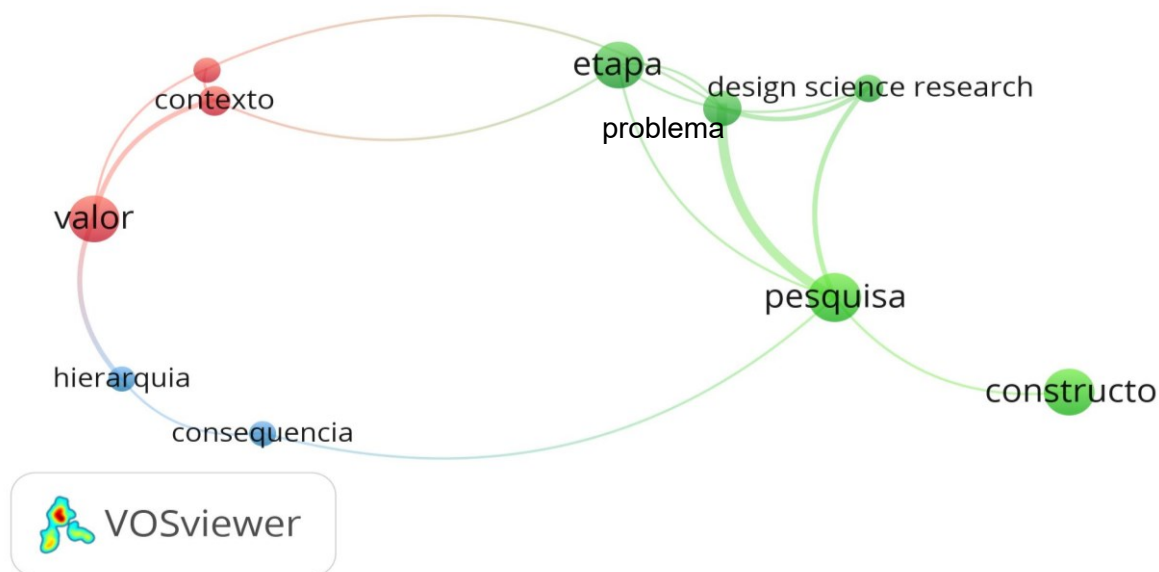 etapa
design science research
contexto
problema
valor
pesquisa
hierarquia
constructo
consequencia
VOSviewer